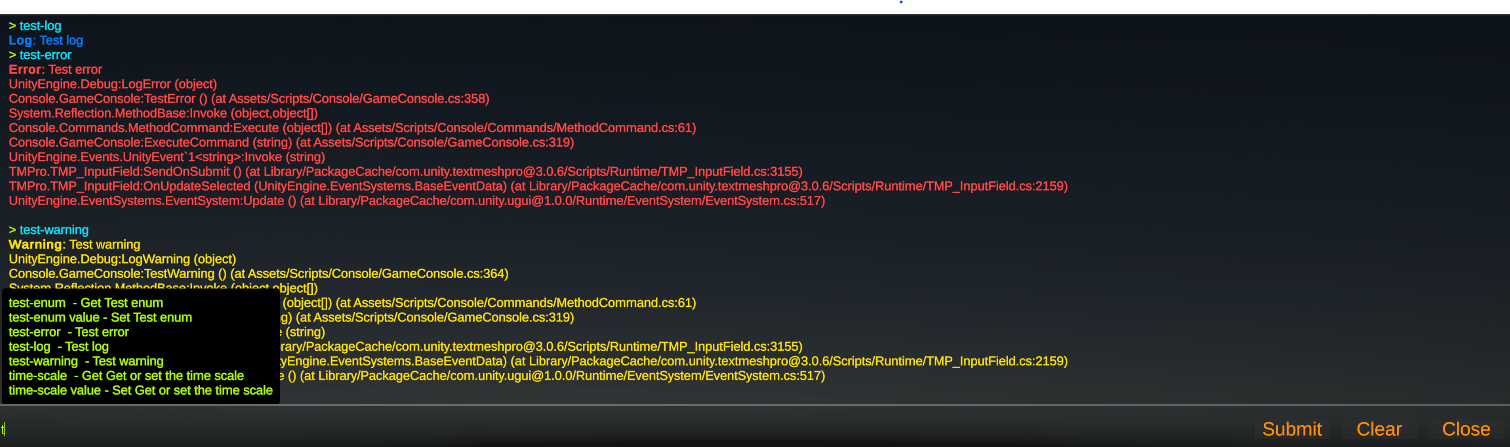 > test-log
Log: Test log
> test-error
Error: Test error
UnityEngine.Debug:LogError (object)
Console.GameConsole:TestError () (at Assets/Scripts/Console/GameConsole.cs:358)
System.Reflection.MethodBase:Invoke (object,object[])
Console.Commands.MethodCommand:Execute (object[]) (at Assets/Scripts/Console/Commands/MethodCommand.cs:61)
Console.GameConsole:ExecuteCommand (string) (at Assets/Scripts/Console/GameConsole.cs:319)
UnityEngine.Events.UnityEvent`1<string>:Invoke (string)
TMPro.TMP_InputField:SendOnSubmit () (at Library/PackageCache/com.unity.textmeshpro@3.0.6/Scripts/Runtime/TMP_InputField.cs:3155)
TMPro.TMP_InputField:OnUpdateSelected (UnityEngine.EventSystems.BaseEventData) (at Library/PackageCache/com.unity.textmeshpro@3.0.6/Scripts/Runtime/TMP_InputField.cs:2159)
UnityEngine.EventSystems.EventSystem:Update () (at Library/PackageCache/com.unity.ugui@1.0.0/Runtime/EventSystem/EventSystem.cs:517)
> test-warning
Warning: Test warning
UnityEngine.Debug:LogWarning (object)
Console.GameConsole:TestWarning () (at Assets/Scripts/Console/GameConsole.cs:364)
System.Reflection.MethodBase:Invoke (object,object[])
(object[]) (at Assets/Scripts/Console/Commands/MethodCommand.cs:61)
(at Assets/Scripts/Console/GameConsole.cs:319)
(string)
(at Library/PackageCache/com.unity.textmeshpro@3.0.6/Scripts/Runtime/TMP_InputField.cs:3155)
yEngine.EventSystems.BaseEventData) (at Library/PackageCache/com.unity.textmeshpro@3.0.6/Scripts/Runtime/TMP_InputField.cs:2159)
() (at Library/PackageCache/com.unity.ugui@1.0.0/Runtime/EventSystem/EventSystem.cs:517)
test-enum - Get Test enum
test-enum value - Set Test enum
test-error - Test error
test-log - Test log
test-warning - Test warning
time-scale - Get Get or set the time scale
time-scale value - Set Get or set the time scale
t
Submit Clear Close